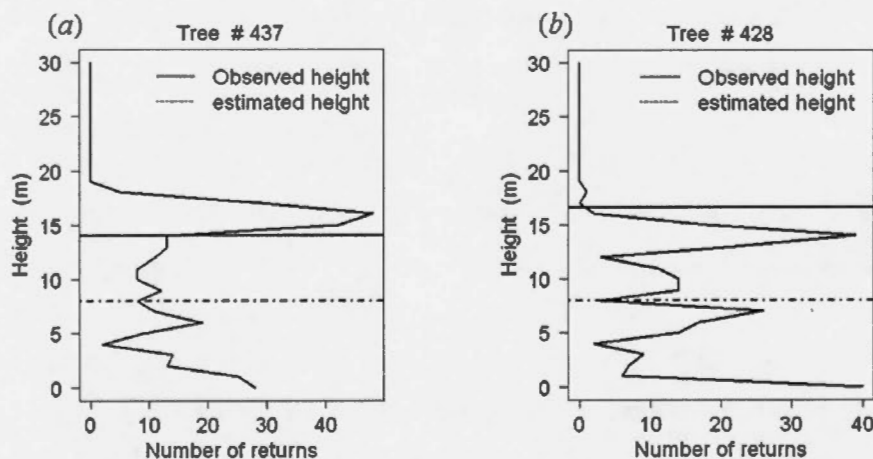 (a) Tree # 437
Observed height
estimated height
30
25
20
15
10
5
0
Height (m)
0 10 20 30 40
Number of returns
(b) Tree # 428
Observed height
estimated height
30
25
20
15
10
5
0
Height (m)
0 10 20 30 40
Number of returns